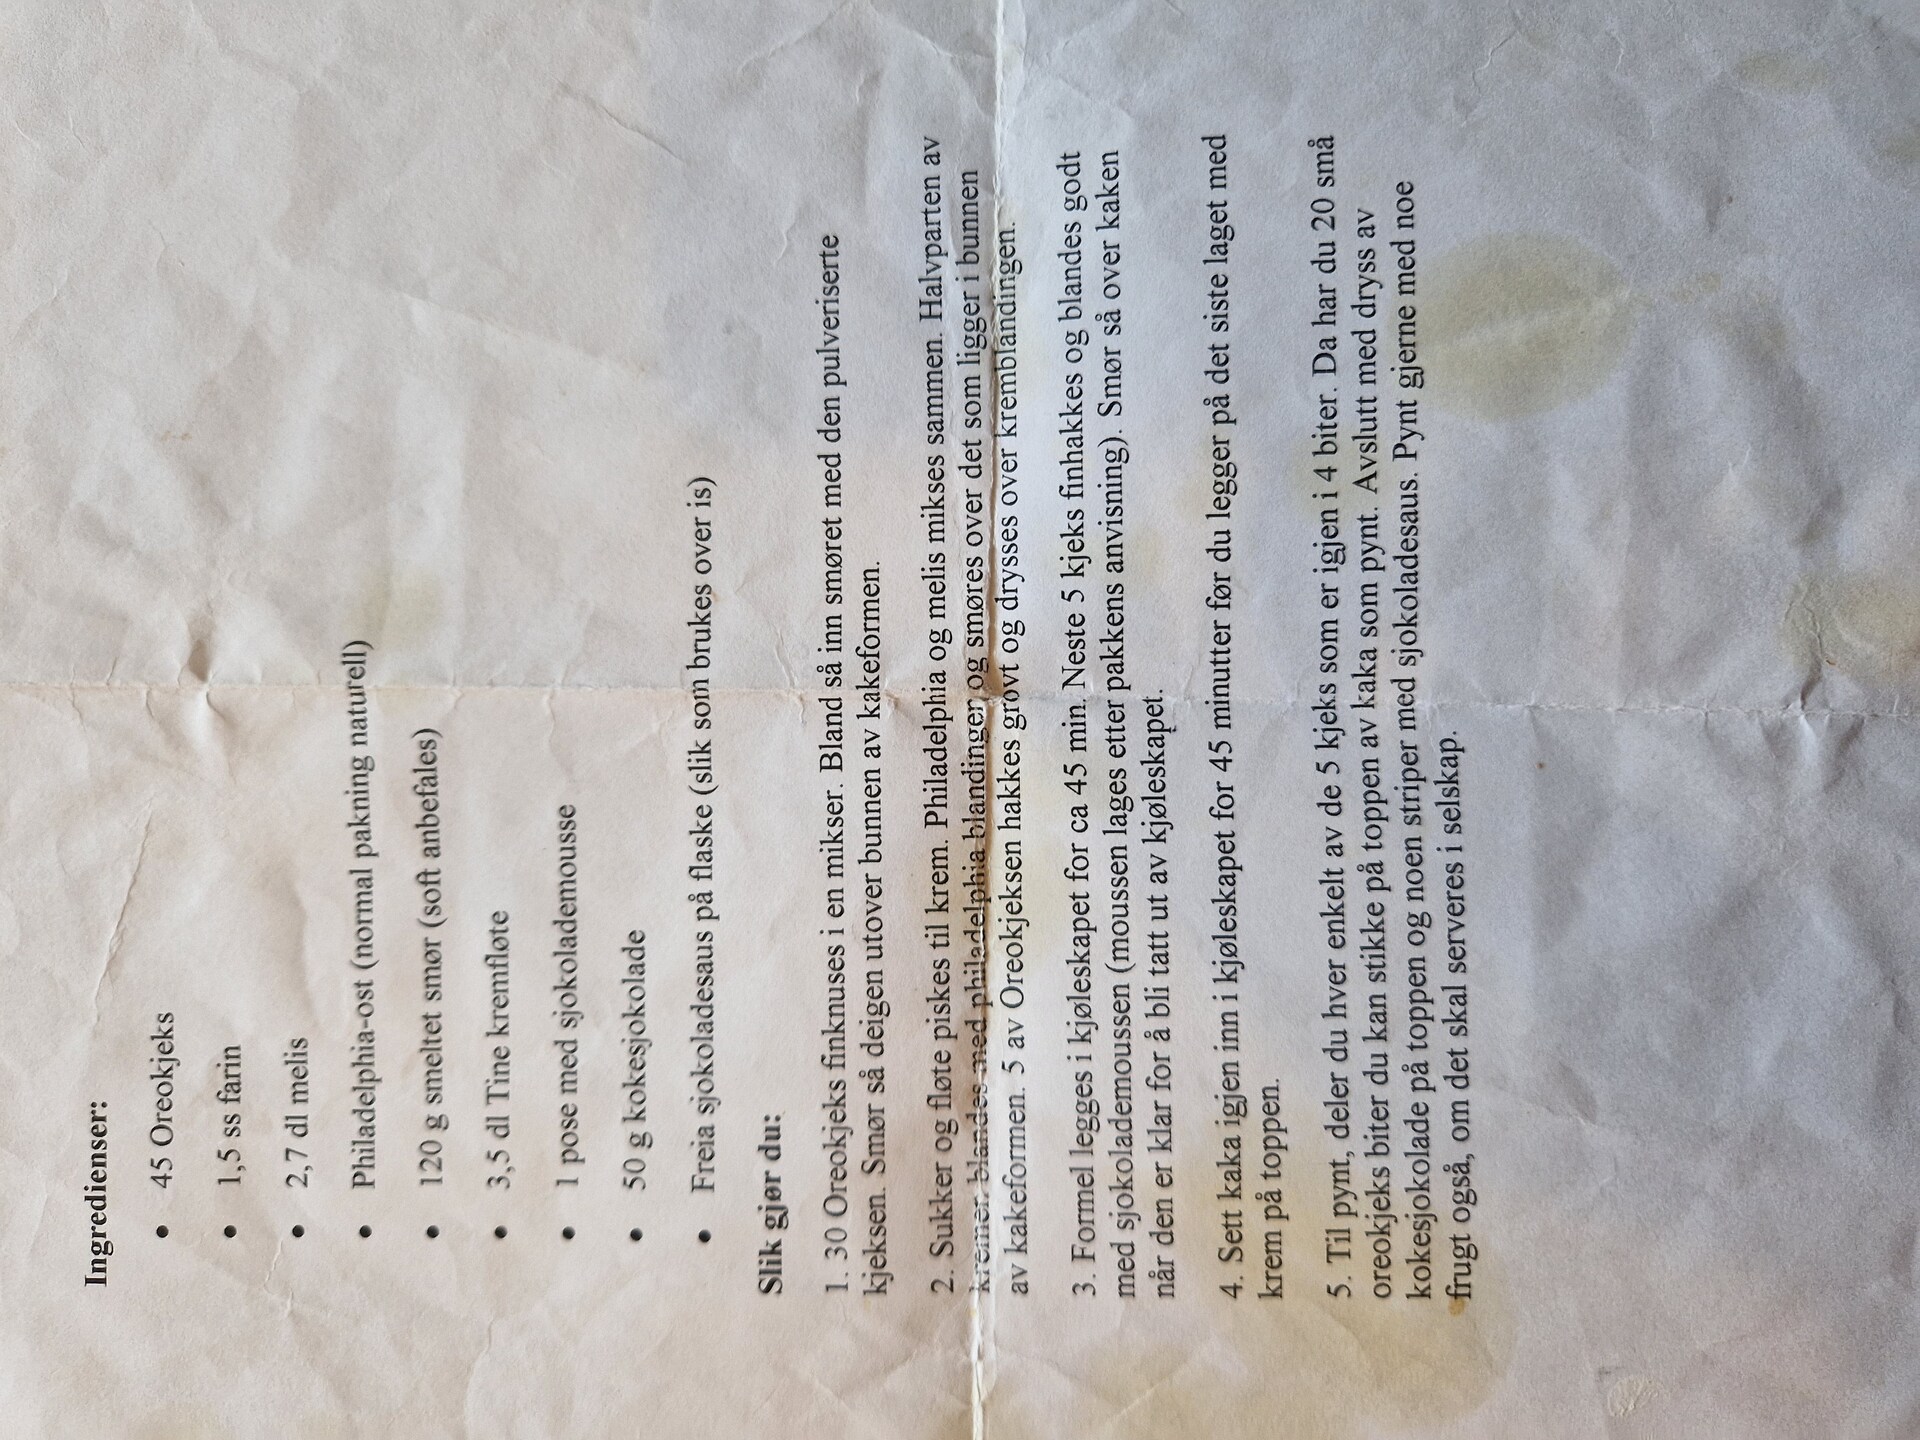 Ingredienser:
• 45 Oreokjeks
• 1,5 ss farin
• 2,7 dl melis
• Philadelphia-ost (normal pakning naturell)
• 120 g smeltet smør (soft anbefales)
• 3,5 dl Tine kremfløte
• 1 pose med sjokolademousse
• 50 g kokesjokolade
• Freia sjokoladesaus på flaske (slik som brukes over is)
Slik gjør du:
1. 30 Oreokjeks finknuses i en mikser. Bland så inn smøret med den pulveriserte
kjeksen. Smør så deigen utover bunnen av kakeformen.
2. Sukker og fløte piskes til krem. Philadelphia og melis mikses sammen. Halvparten av
kremen blandes med philadelphia blandingen og smøres over det som ligger i bunnen
av kakeformen. 5 av Oreokjeksen hakkes grovt og drysses over kremblandingen.
3. Formel legges i kjøleskapet for ca 45 min. Neste 5 kjeks finhakkes og blandes godt
med sjokolademoussen (moussen lages etter pakkens anvisning). Smør så over kaken
når den er klar for å bli tatt ut av kjøleskapet.
4. Sett kaka igjen inn i kjøleskapet for 45 minutter før du legger på det siste laget med
krem på toppen.
5. Til pynt, deler du hver enkelt av de 5 kjeks som er igjen i 4 biter. Da har du 20 små
oreokjeks biter du kan stikke på toppen av kaka som pynt. Avslutt med dryss av
kokesjokolade på toppen og noen striper med sjokoladesaus. Pynt gjerne med noe
frugt også, om det skal serveres i selskap.